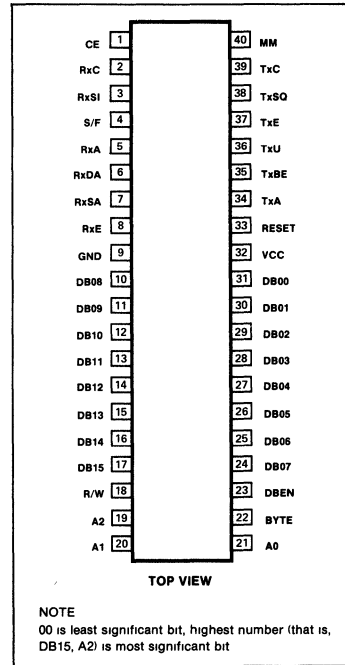 CE 1 40 MM
RxC 2 39 TxC
RxSI 3 38 TxSQ
S/F 4 37 TxE
RxA 5 36 TxU
RxDA 6 35 TxBE
RxSA 7 34 TxA
RxE 8 33 RESET
GND 9 32 VCC
DB08 10 31 DB00
DB09 11 30 DB01
DB10 12 29 DB02
DB11 13 28 DB03
DB12 14 27 DB04
DB13 15 26 DB05
DB14 16 25 DB06
DB15 17 24 DB07
R/W 18 23 DBEN
A2 19 22 BYTE
A1 20 21 A0
TOP VIEW
NOTE
00 is least significant bit, highest number (that is,
DB15, A2) is most significant bit